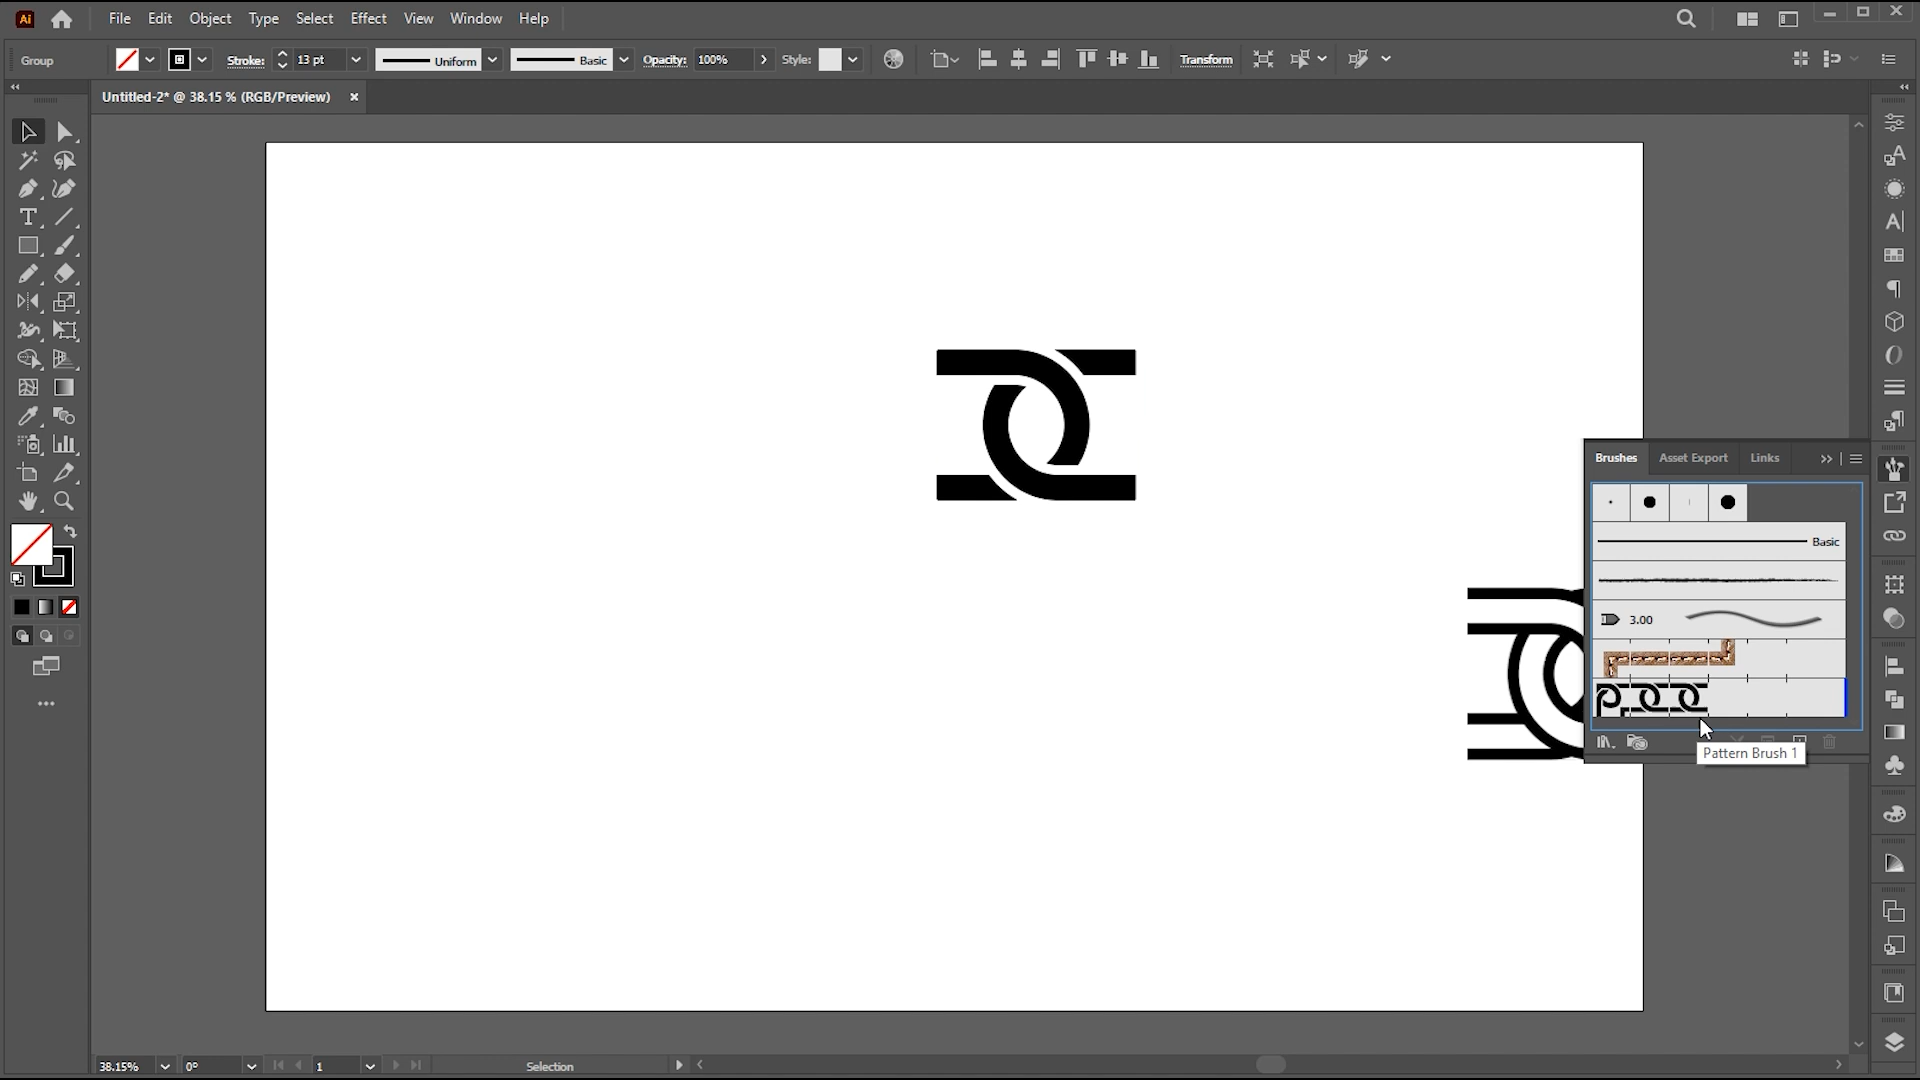 Ai File Edit Object Type Select Effect View Window Help
Group Stroke: 13 pt Uniform Basic Opacity: 100% Style: Transform
Untitled-2* @ 38.15 % (RGB/Preview)
Brushes Asset Export Links
Basic
3.00
Pattern Brush 1
38.15% 0° 1 Selection